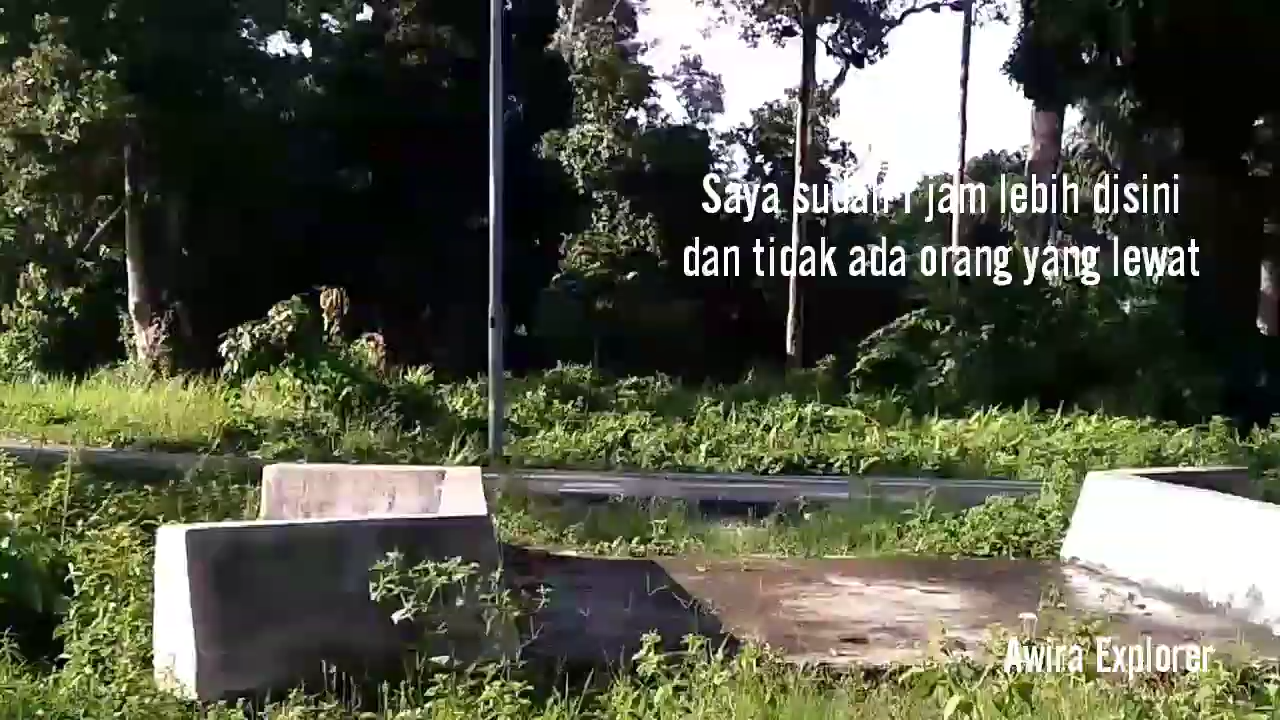 Saya sudah 1 jam lebih disini
dan tidak ada orang yang lewat
Awira Explorer